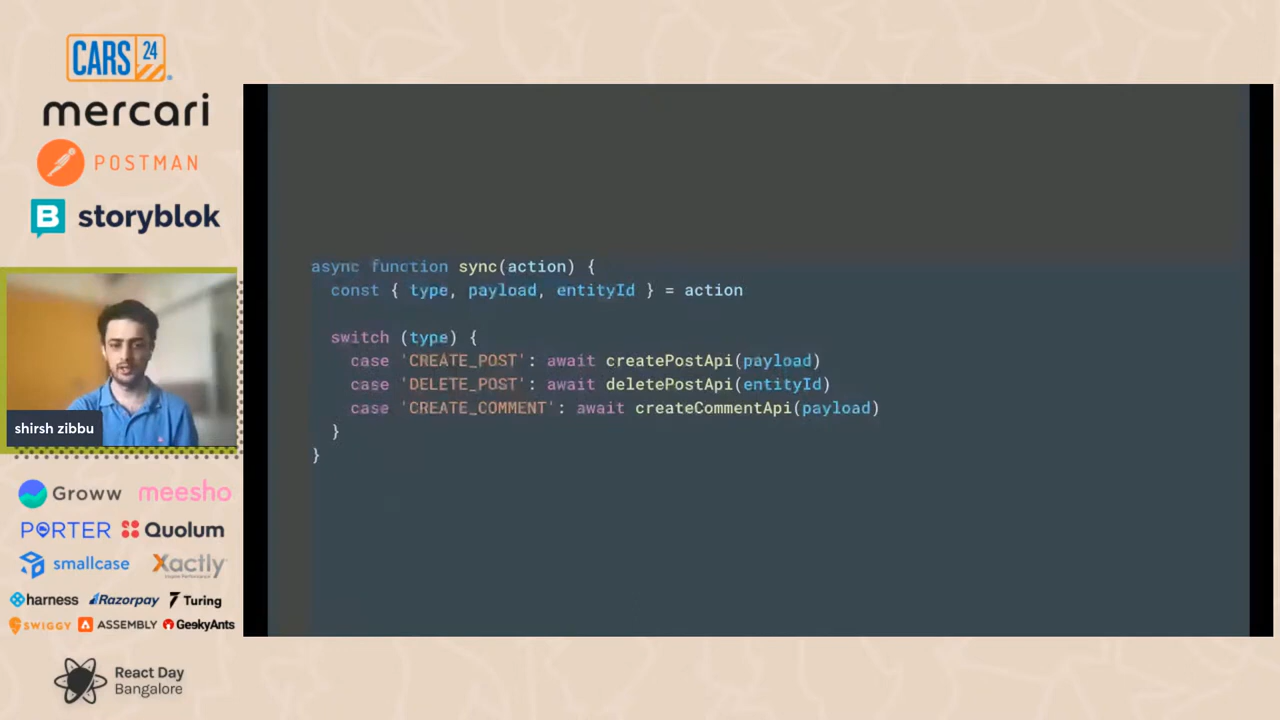 CARS 24
mercari
POSTMAN
storyblok
async function sync(action) {
const { type, payload, entityId } = action
switch (type) {
case 'CREATE_POST': await createPostApi(payload)
case 'DELETE_POST': await deletePostApi(entityId)
case 'CREATE_COMMENT': await createCommentApi(payload)
}
}
shirsh zibbu
Groww meesho
PORTER Quolum
smallcase Xactly
harness Razorpay Turing
SWIGGY ASSEMBLY GeekyAnts
React Day
Bangalore